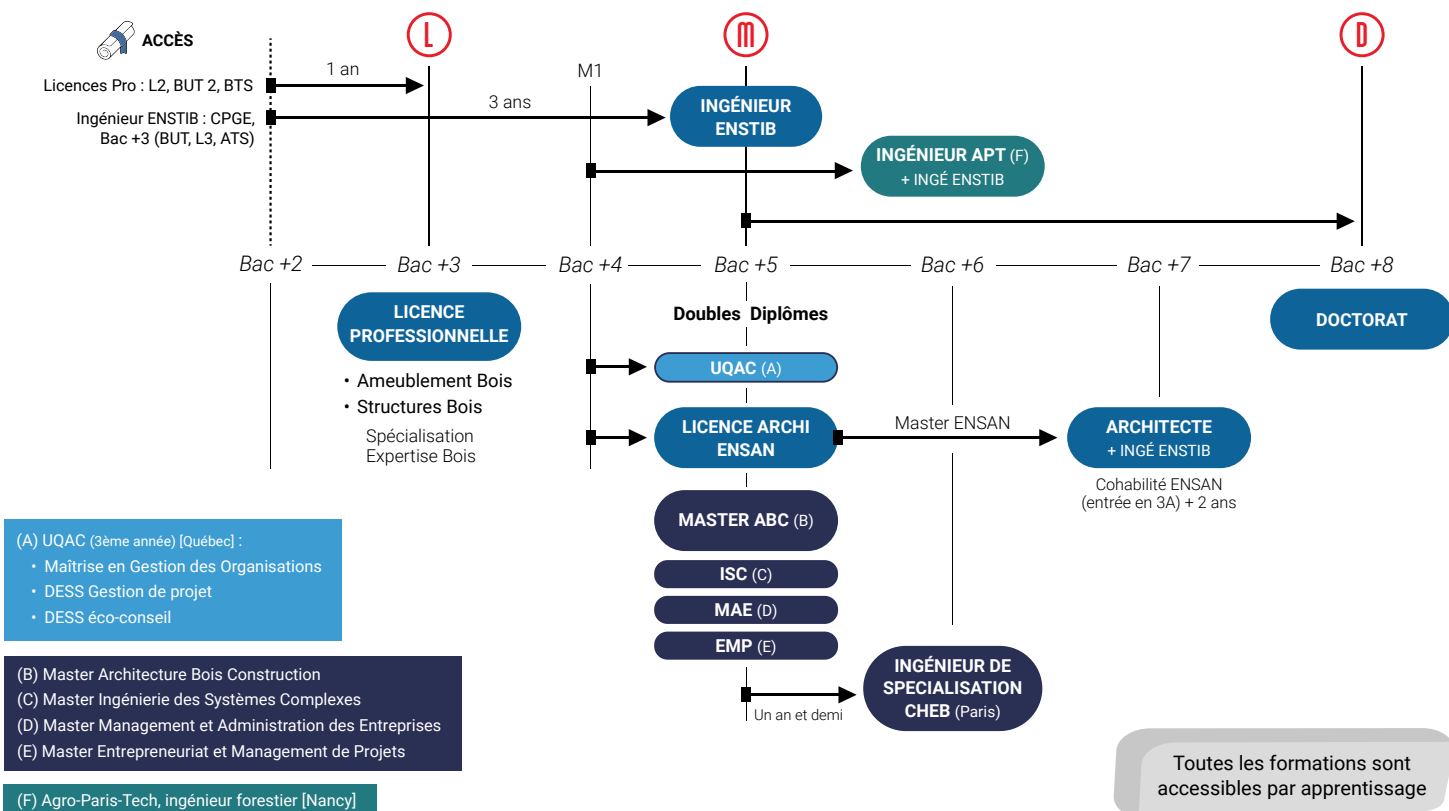 ACCÈS
L
M
D
Licences Pro : L2, BUT 2, BTS
1 an
M1
Ingénieur ENSTIB : CPGE,
Bac +3 (BUT, L3, ATS)
3 ans
INGÉNIEUR
ENSTIB
INGÉNIEUR APT (F)
+ INGÉ ENSTIB
Bac +2
Bac +3
Bac +4
Bac +5
Bac +6
Bac +7
Bac +8
LICENCE
PROFESSIONNELLE
• Ameublement Bois
• Structures Bois
Spécialisation
Expertise Bois
Doubles Diplômes
DOCTORAT
UQAC (A)
LICENCE ARCHI
ENSAN
Master ENSAN
ARCHITECTE
+ INGÉ ENSTIB
Cohabilité ENSAN
(entrée en 3A) + 2 ans
MASTER ABC (B)
ISC (C)
MAE (D)
EMP (E)
Un an et demi
INGÉNIEUR DE
SPECIALISATION
CHEB (Paris)
(A) UQAC (3ème année) [Québec] :
• Maîtrise en Gestion des Organisations
• DESS Gestion de projet
• DESS éco-conseil
(B) Master Architecture Bois Construction
(C) Master Ingénierie des Systèmes Complexes
(D) Master Management et Administration des Entreprises
(E) Master Entrepreneuriat et Management de Projets
(F) Agro-Paris-Tech, ingénieur forestier [Nancy]
Toutes les formations sont
accessibles par apprentissage